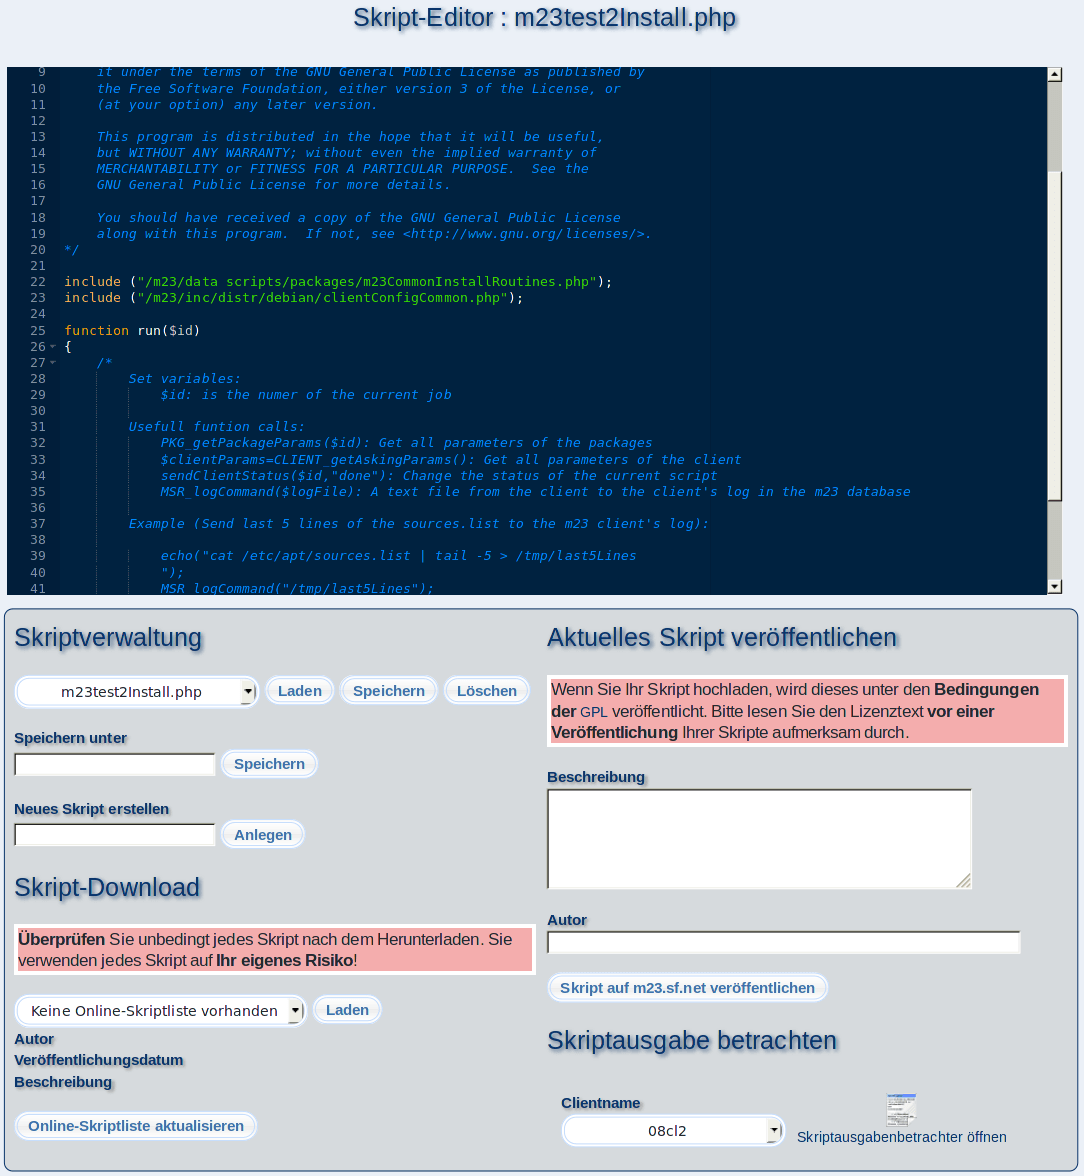 Skript-Editor : m23test2Install.php
9 it under the terms of the GNU General Public License as published by
10 the Free Software Foundation, either version 3 of the License, or
11 (at your option) any later version.
12
13 This program is distributed in the hope that it will be useful,
14 but WITHOUT ANY WARRANTY; without even the implied warranty of
15 MERCHANTABILITY or FITNESS FOR A PARTICULAR PURPOSE.  See the
16 GNU General Public License for more details.
17
18 You should have received a copy of the GNU General Public License
19 along with this program.  If not, see <http://www.gnu.org/licenses/>.
20 */
21
22 include ("/m23/data scripts/packages/m23CommonInstallRoutines.php");
23 include ("/m23/inc/distr/debian/clientConfigCommon.php");
24
25 function run($id)
26 {
27 /*
28 Set variables:
29 $id: is the numer of the current job
30
31 Usefull funtion calls:
32 PKG_getPackageParams($id): Get all parameters of the packages
33 $clientParams=CLIENT_getAskingParams(): Get all parameters of the client
34 sendClientStatus($id,"done"): Change the status of the current script
35 MSR_logCommand($logFile): A text file from the client to the client's log in the m23 database
36
37 Example (Send last 5 lines of the sources.list to the m23 client's log):
38
39 echo("cat /etc/apt/sources.list | tail -5 > /tmp/last5Lines
40 ");
41 MSR_logCommand("/tmp/last5Lines");
Skriptverwaltung
m23test2Install.php Laden Speichern Löschen
Speichern unter
Speichern
Neues Skript erstellen
Anlegen
Skript-Download
Überprüfen Sie unbedingt jedes Skript nach dem Herunterladen. Sie
verwenden jedes Skript auf Ihr eigenes Risiko!
Keine Online-Skriptliste vorhanden Laden
Autor
Veröffentlichungsdatum
Beschreibung
Online-Skriptliste aktualisieren
Aktuelles Skript veröffentlichen
Wenn Sie Ihr Skript hochladen, wird dieses unter den Bedingungen
der GPL veröffentlicht. Bitte lesen Sie den Lizenztext vor einer
Veröffentlichung Ihrer Skripte aufmerksam durch.
Beschreibung
Autor
Skript auf m23.sf.net veröffentlichen
Skriptausgabe betrachten
Clientname
08cl2
Skriptausgabenbetrachter öffnen